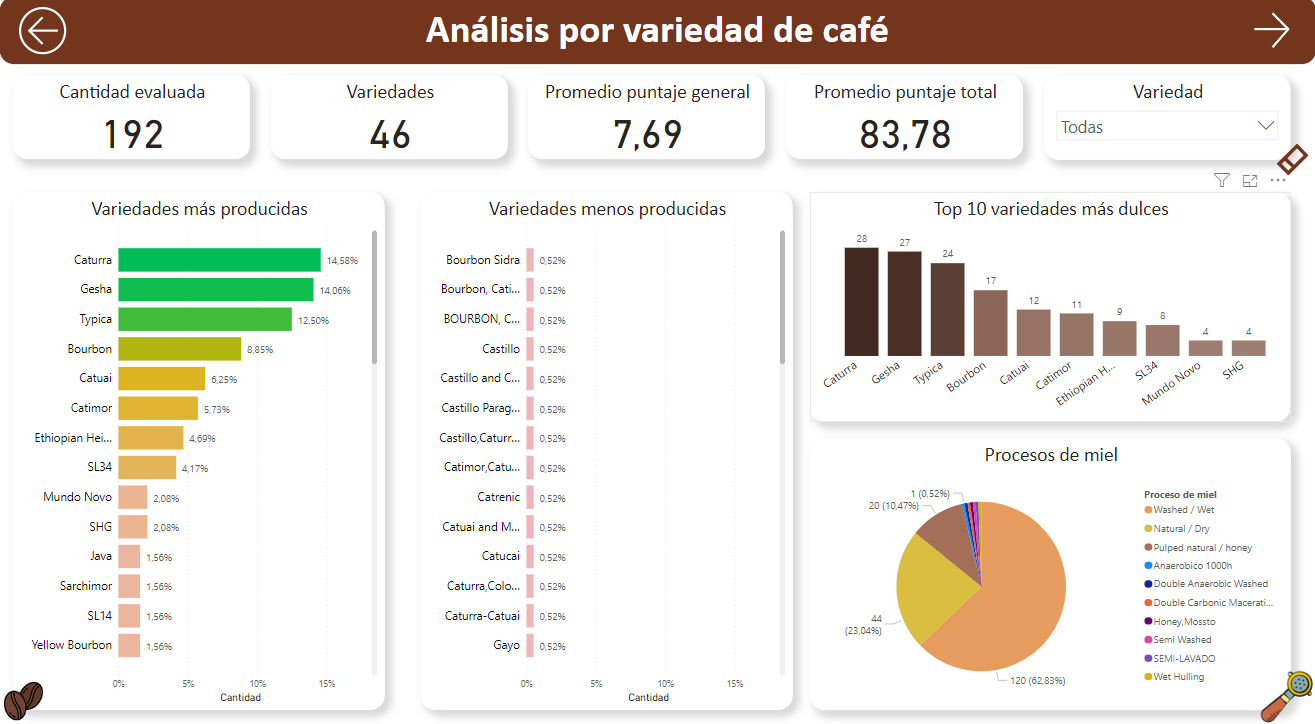 Análisis por variedad de café
Cantidad evaluada
192
Variedades
46
Promedio puntaje general
7,69
Promedio puntaje total
83,78
Variedad
Todas
Variedades más producidas
Caturra 14,58%
Gesha 14,06%
Typica 12,50%
Bourbon 8,85%
Catuai 6,25%
Catimor 5,73%
Ethiopian Hei... 4,69%
SL34 4,17%
Mundo Novo 2,08%
SHG 2,08%
Java 1,56%
Sarchimor 1,56%
SL14 1,56%
Yellow Bourbon 1,56%
0% 5% 10% 15%
Cantidad
Variedades menos producidas
Bourbon Sidra 0,52%
Bourbon, Cati... 0,52%
BOURBON, C... 0,52%
Castillo 0,52%
Castillo and C... 0,52%
Castillo Parag... 0,52%
Castillo,Caturr... 0,52%
Catimor,Catu... 0,52%
Catrenic 0,52%
Catuai and M... 0,52%
Catucai 0,52%
Caturra,Colo... 0,52%
Caturra-Catuai 0,52%
Gayo 0,52%
0% 5% 10% 15%
Cantidad
Top 10 variedades más dulces
28 27 24 17 12 11 9 8 4 4
Caturra Gesha Typica Bourbon Catuai Catimor Ethiopian H... SL34 Mundo Novo SHG
Procesos de miel
1 (0,52%)
20 (10,47%)
44
(23,04%)
120 (62,83%)
Proceso de miel
Washed / Wet
Natural / Dry
Pulped natural / honey
Anaerobico 1000h
Double Anaerobic Washed
Double Carbonic Macerati...
Honey,Mossto
Semi Washed
SEMI-LAVADO
Wet Hulling